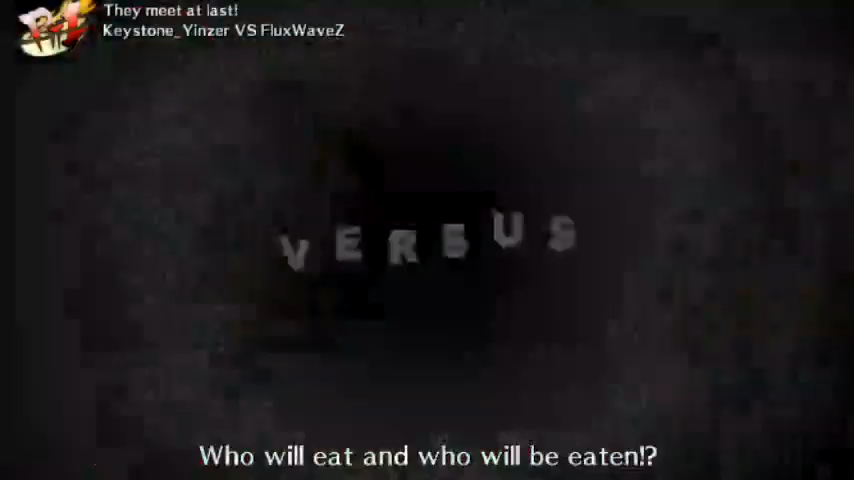 They meet at last!
Keystone_Yinzer VS FluxWaveZ
VERSUS
Who will eat and who will be eaten!?